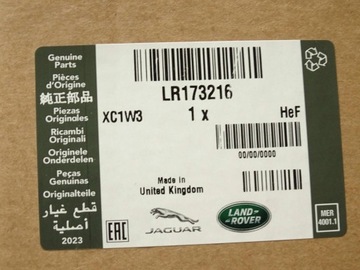 Genuine
Parts
Pièces
d'Origine
純正部品
Piezas
Originales
Ricambi
Originali
Originele
Onderdelen
Peças
Genuinas
Originalteile
قطع غيار
أصلية
2023
LR173216
XC1W3
1 x
HeF
00/00/0000
Made in
United Kingdom
EAC
JAGUAR
LAND-
ROVER
MER
4001.1